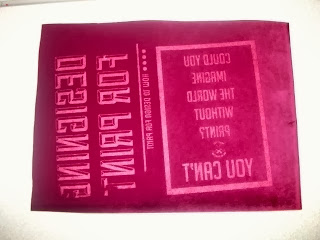 COULD YOU
IMAGINE
THE WORLD
WITHOUT
PRINT?
YOU CAN'T
DESIGNING
FOR PRINT
HOW TO DESIGN FOR PRINT